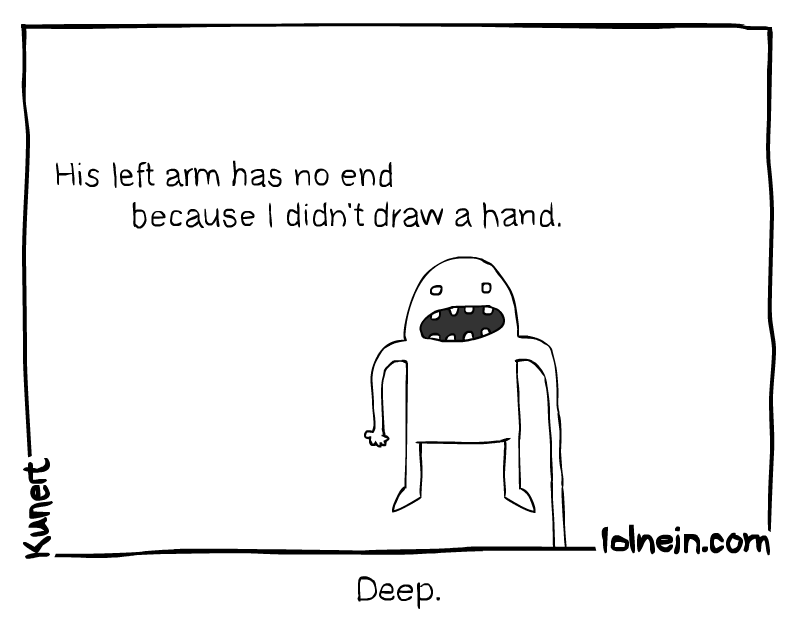 His left arm has no end
because I didn't draw a hand.
Kunert
lolnein.com
Deep.